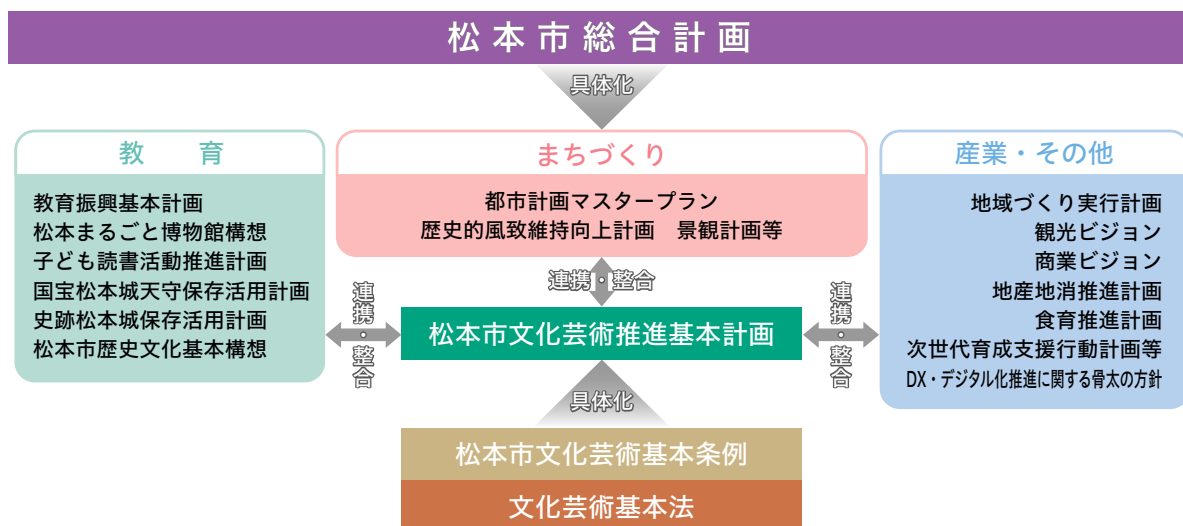 松本市総合計画
具体化
教育
教育振興基本計画
松本まるごと博物館構想
子ども読書活動推進計画
国宝松本城天守保存活用計画
史跡松本城保存活用計画
松本市歴史文化基本構想
まちづくり
都市計画マスタープラン
歴史的風致維持向上計画　景観計画等
産業・その他
地域づくり実行計画
観光ビジョン
商業ビジョン
地産地消推進計画
食育推進計画
次世代育成支援行動計画等
DX・デジタル化推進に関する骨太の方針
連携・整合
連携・整合
松本市文化芸術推進基本計画
連携・整合
具体化
松本市文化芸術基本条例
文化芸術基本法